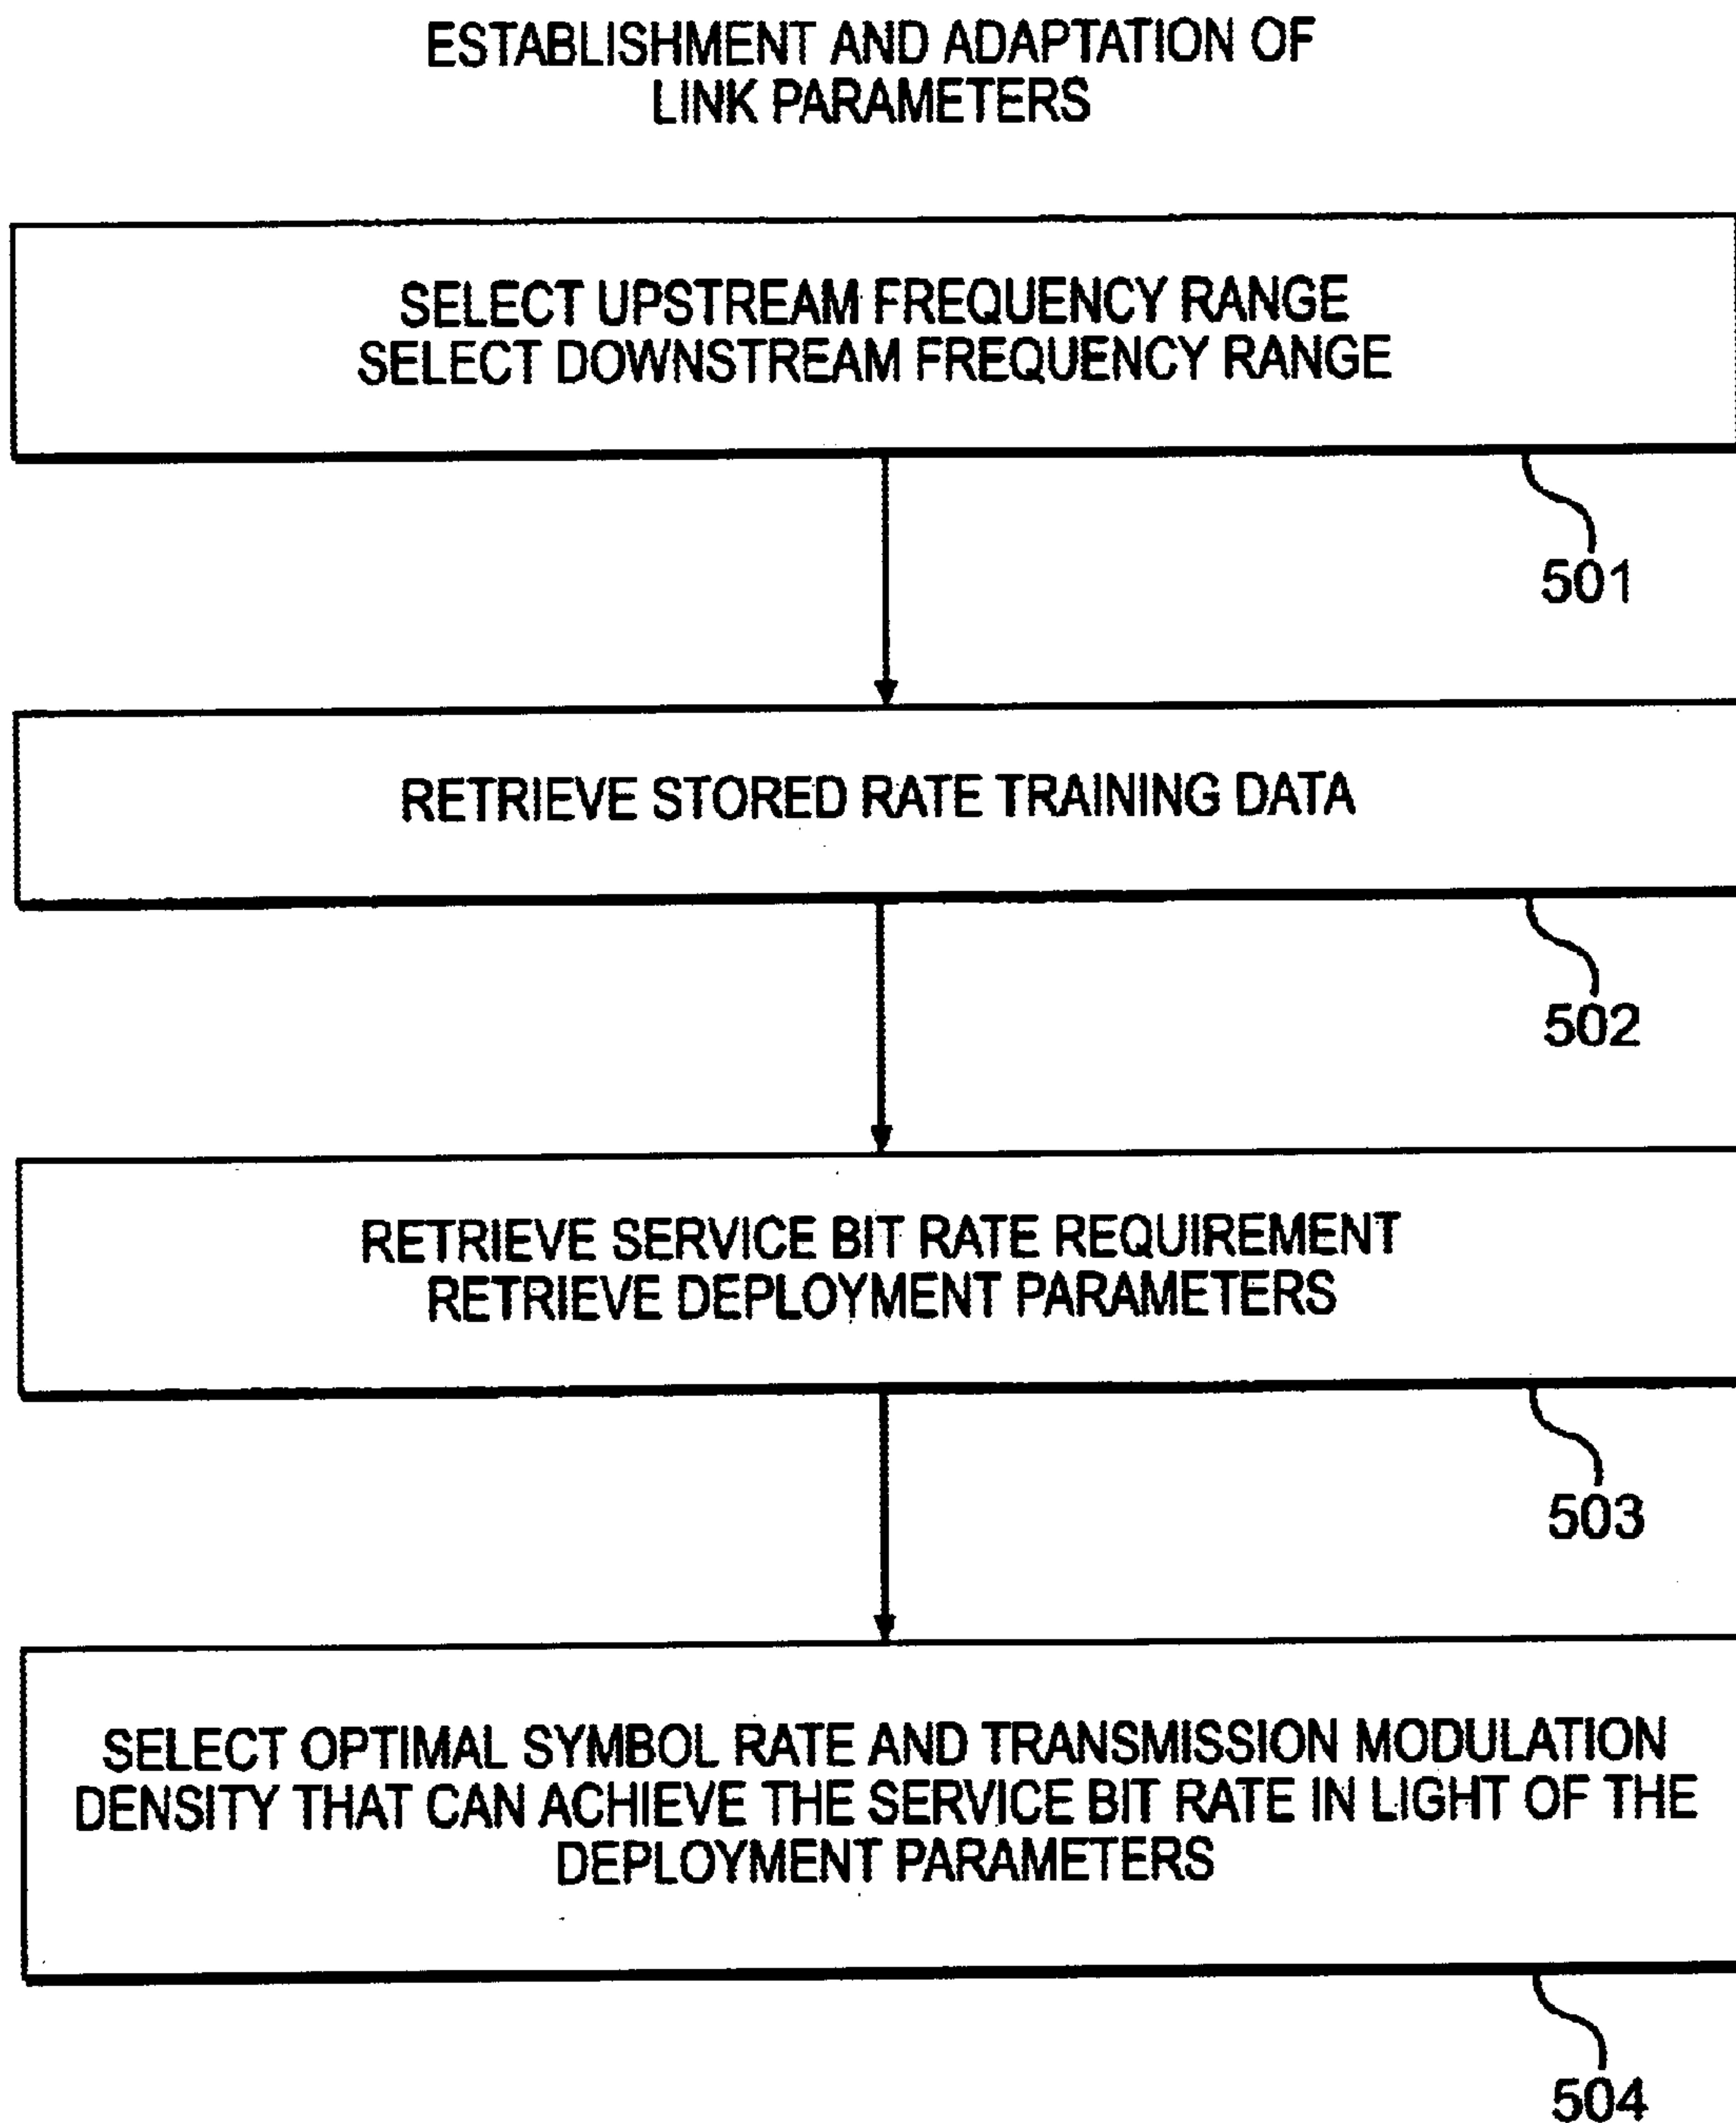 ESTABLISHMENT AND ADAPTATION OF
LINK PARAMETERS
SELECT UPSTREAM FREQUENCY RANGE
SELECT DOWNSTREAM FREQUENCY RANGE
501
RETRIEVE STORED RATE TRAINING DATA
502
RETRIEVE SERVICE BIT RATE REQUIREMENT
RETRIEVE DEPLOYMENT PARAMETERS
503
SELECT OPTIMAL SYMBOL RATE AND TRANSMISSION MODULATION
DENSITY THAT CAN ACHIEVE THE SERVICE BIT RATE IN LIGHT OF THE
DEPLOYMENT PARAMETERS
504